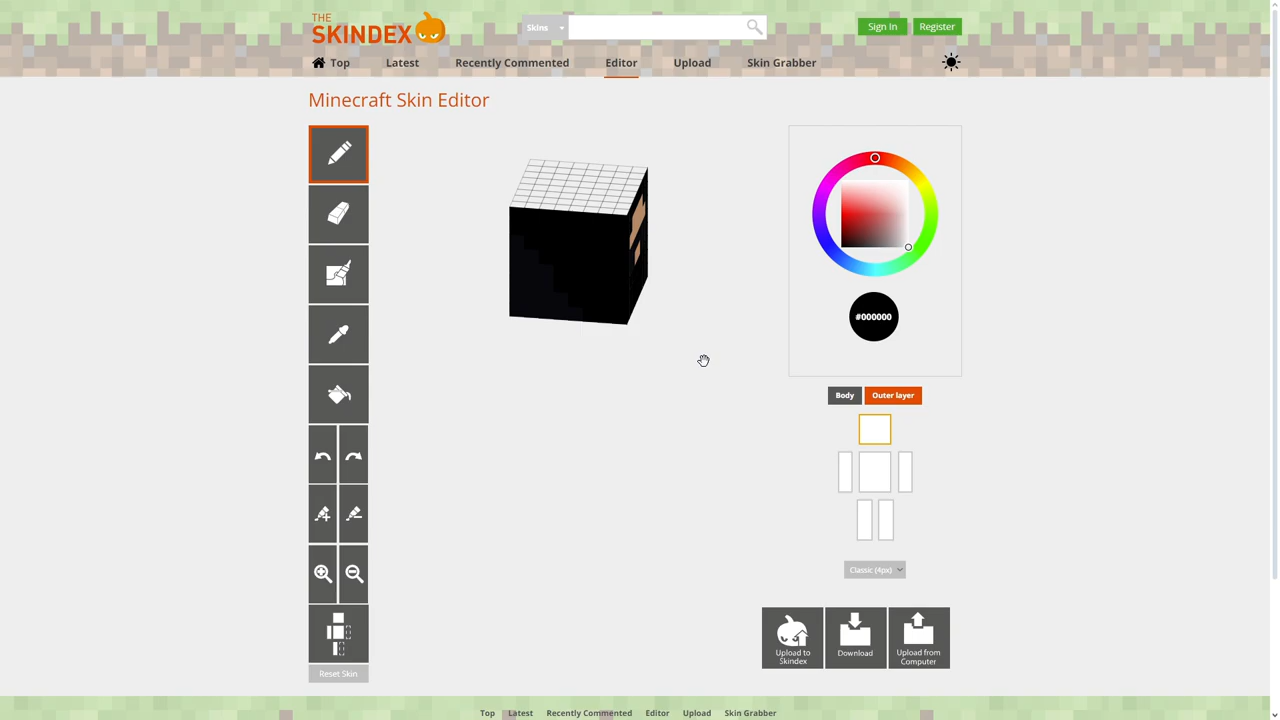 THE
SKINDEX
Skins
Sign In
Register
Top
Latest
Recently Commented
Editor
Upload
Skin Grabber
Minecraft Skin Editor
#000000
Body
Outer layer
Classic (4px)
Upload to
Skindex
Download
Upload from
Computer
Reset Skin
Top
Latest
Recently Commented
Editor
Upload
Skin Grabber